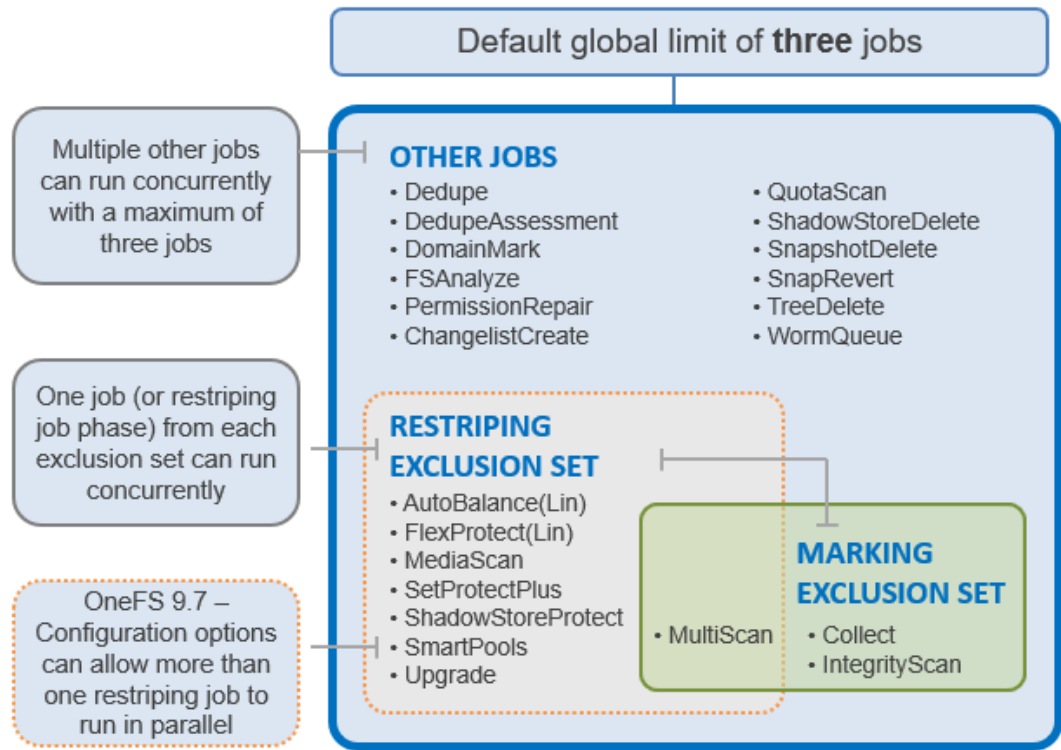 Default global limit of three jobs
Multiple other jobs
can run concurrently
with a maximum of
three jobs
OTHER JOBS
• Dedupe
• DedupeAssessment
• DomainMark
• FSAnalyze
• PermissionRepair
• ChangelistCreate
• QuotaScan
• ShadowStoreDelete
• SnapshotDelete
• SnapRevert
• TreeDelete
• WormQueue
One job (or restriping
job phase) from each
exclusion set can run
concurrently
RESTRIPING
EXCLUSION SET
• AutoBalance(Lin)
• FlexProtect(Lin)
• MediaScan
• SetProtectPlus
• ShadowStoreProtect
• SmartPools
• Upgrade
• MultiScan
MARKING
EXCLUSION SET
• Collect
• IntegrityScan
OneFS 9.7 –
Configuration options
can allow more than
one restriping job to
run in parallel